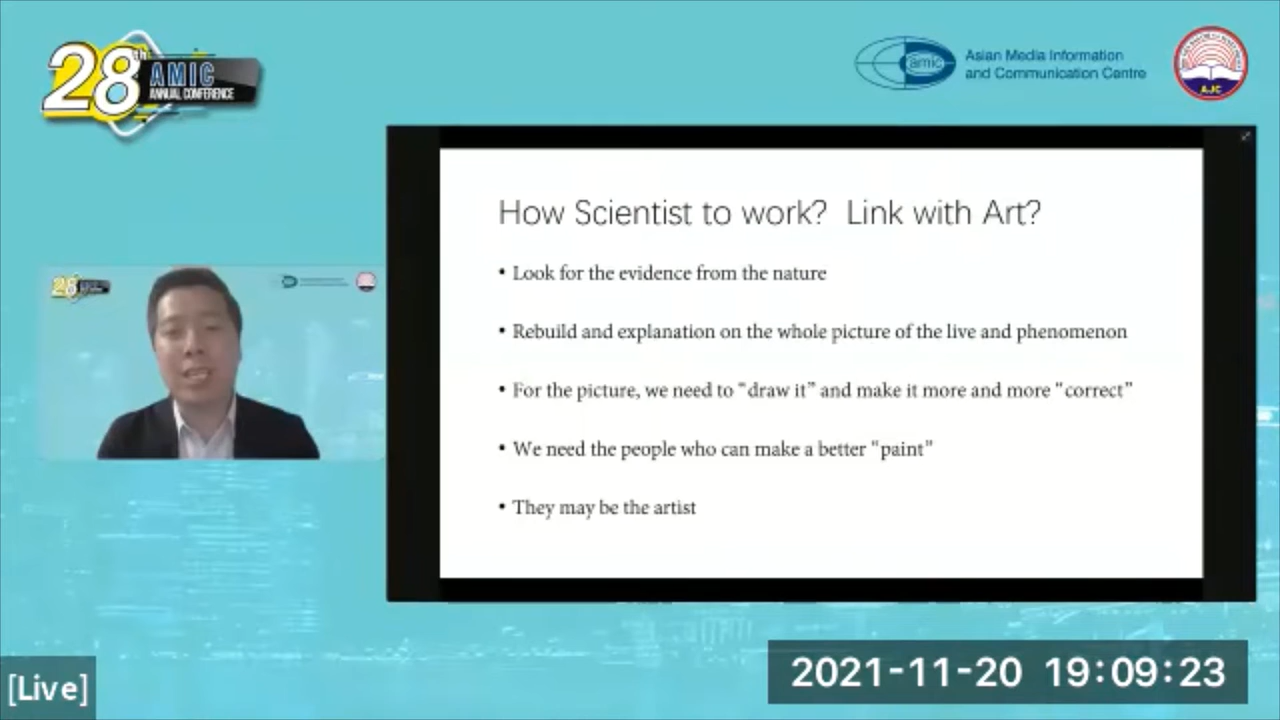 28th
AMIC
ANNUAL CONFERENCE
amic
Asian Media Information
and Communication Centre
AJC
How Scientist to work? Link with Art?
• Look for the evidence from the nature
• Rebuild and explanation on the whole picture of the live and phenomenon
• For the picture, we need to “draw it” and make it more and more “correct”
• We need the people who can make a better “paint”
• They may be the artist
28
[Live]
2021-11-20 19:09:23